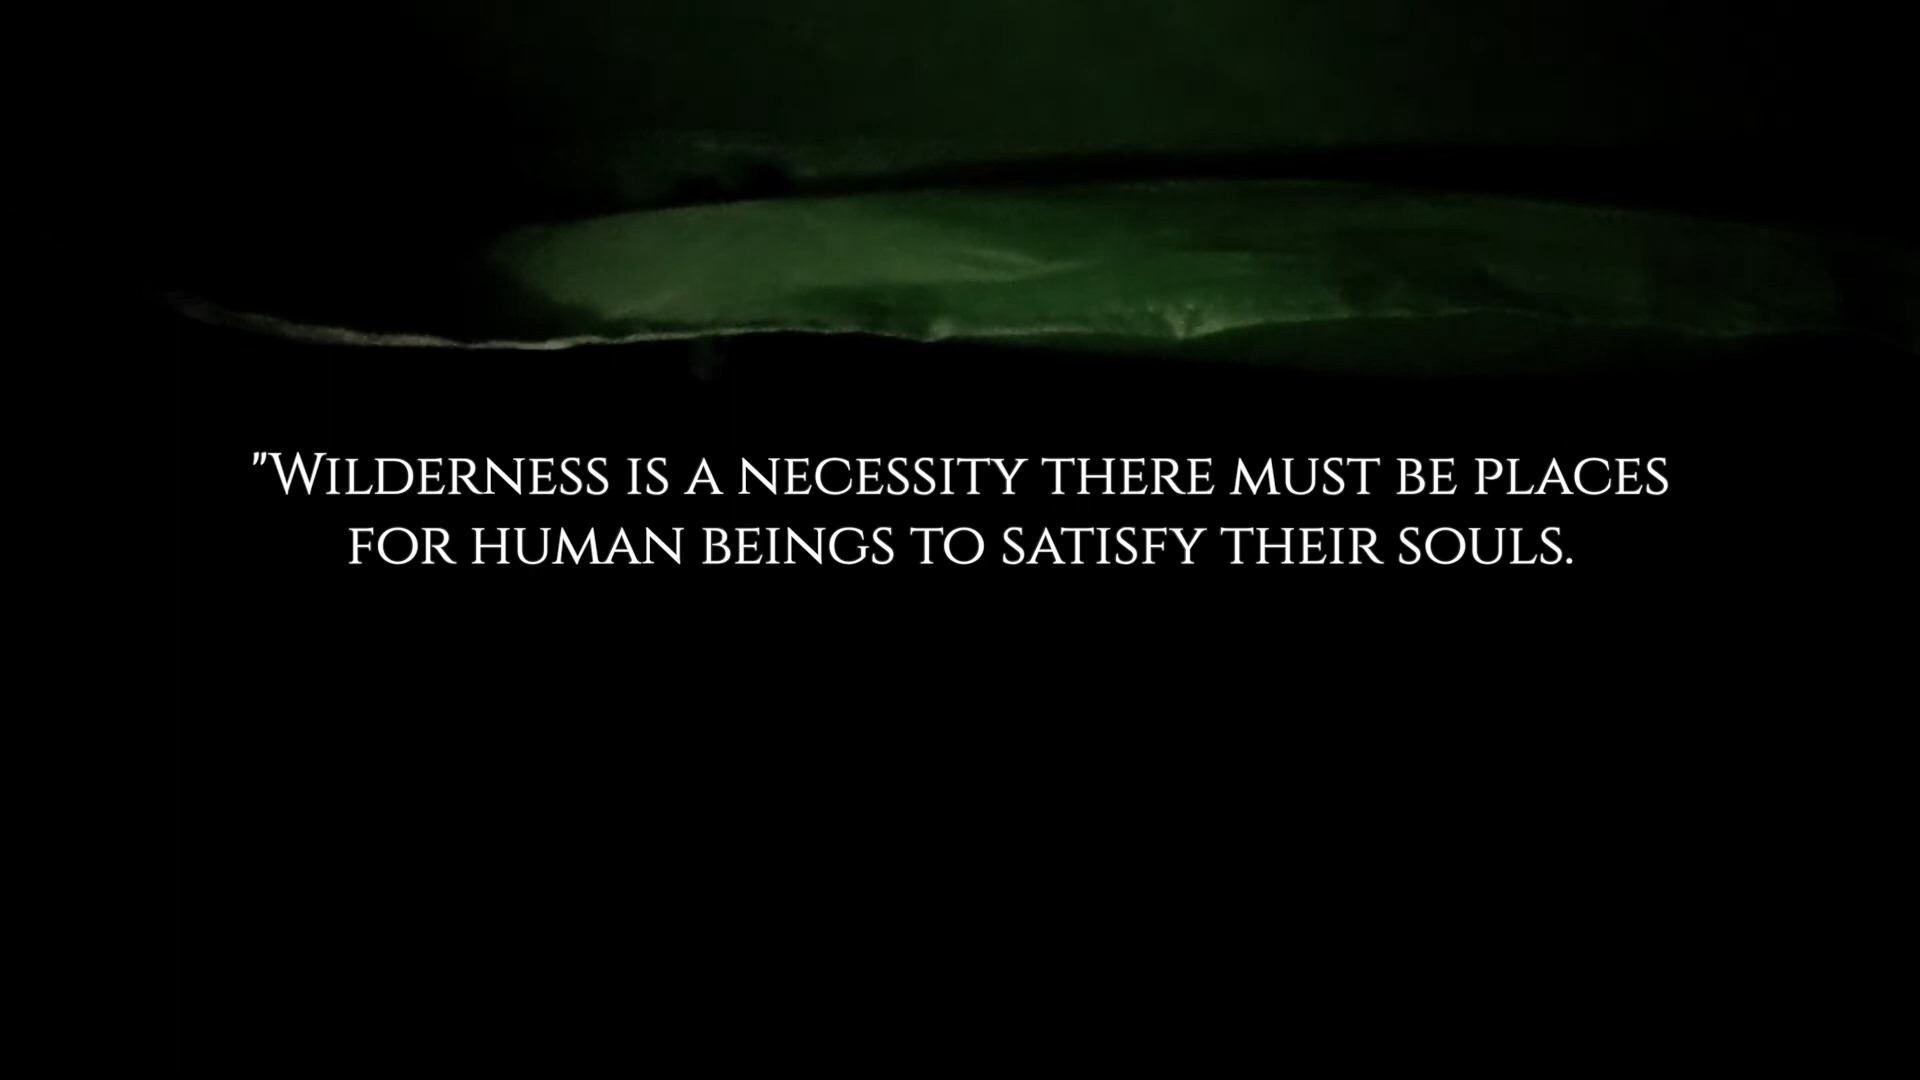 "Wilderness is a necessity there must be places
for human beings to satisfy their souls.